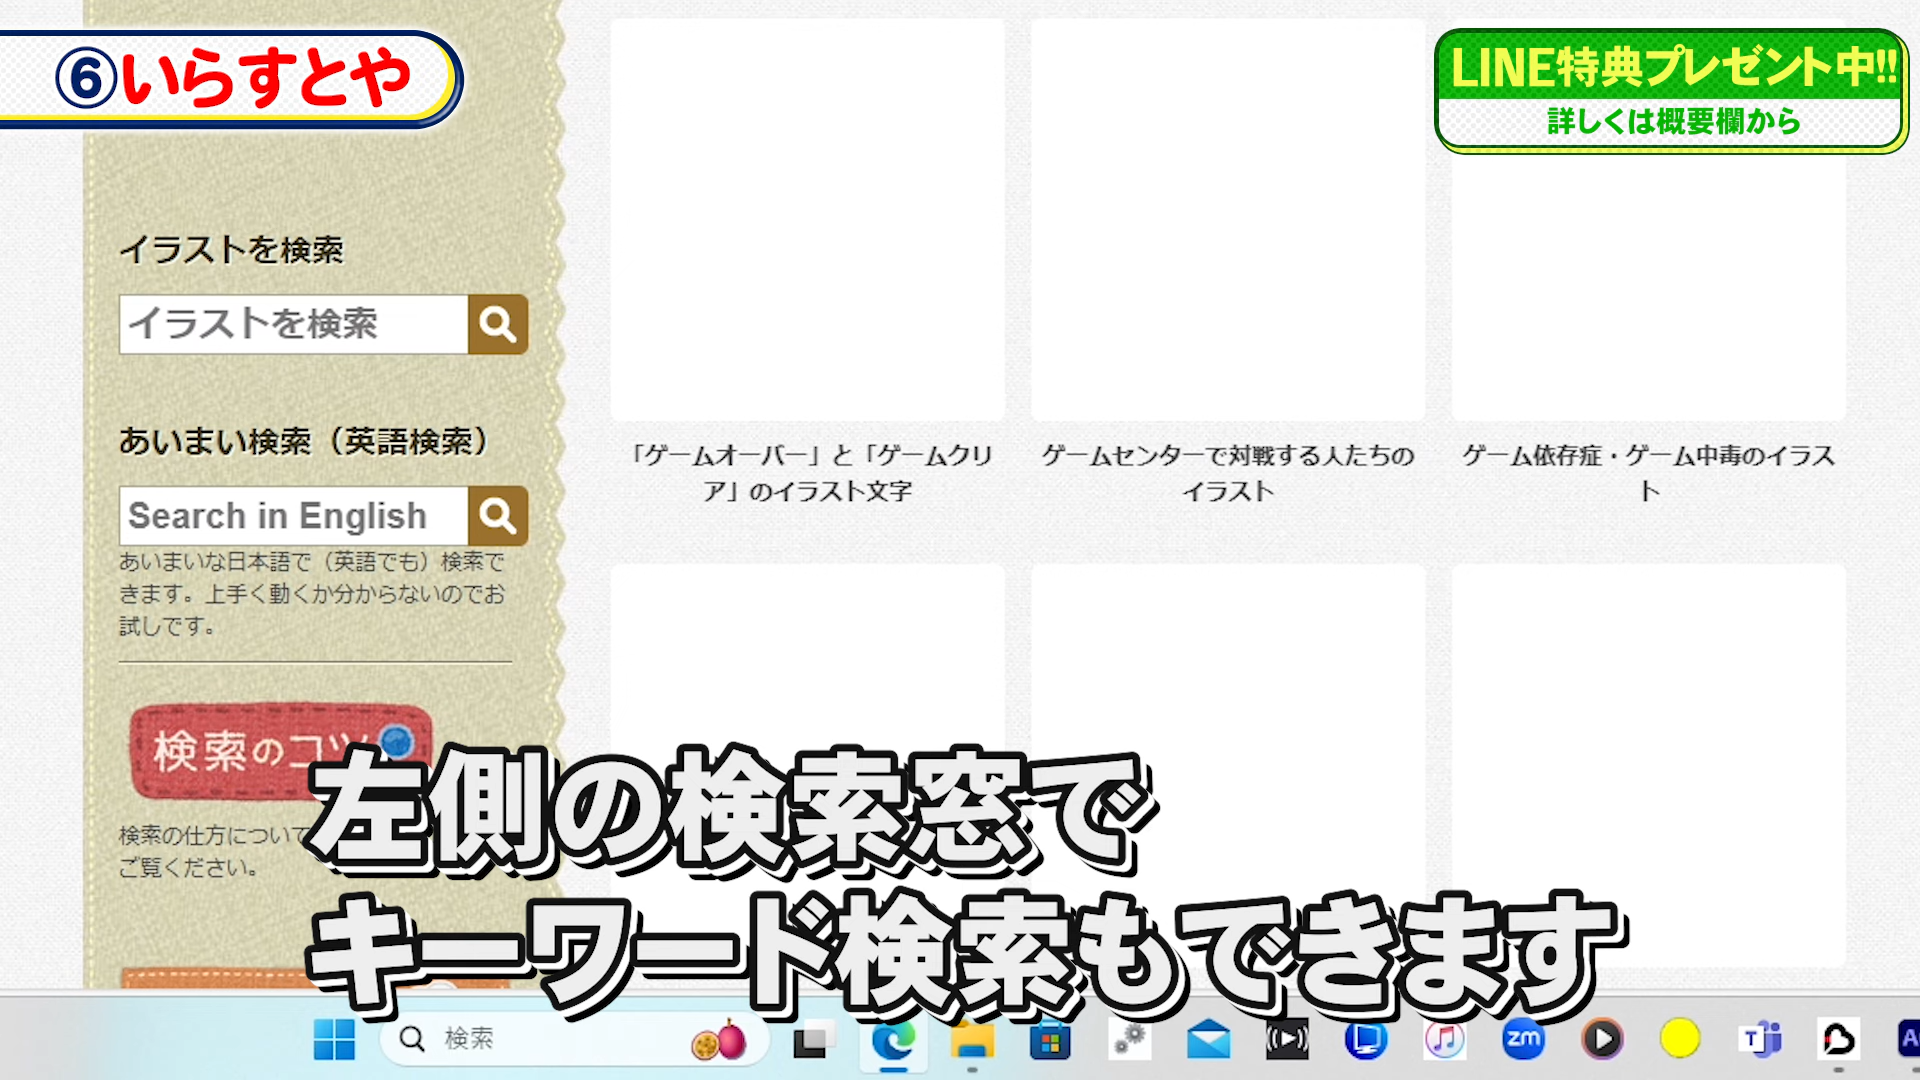 ⑥いらすとや
LINE特典プレゼント中!!
詳しくは概要欄から
イラストを検索
イラストを検索
あいまい検索（英語検索）
Search in English
あいまいな日本語で（英語でも）検索で
きます。上手く動くか分からないのでお
試しです。
検索のコツ
検索の仕方について
ご覧ください。
「ゲームオーバー」と「ゲームクリ
ア」のイラスト文字
ゲームセンターで対戦する人たちの
イラスト
ゲーム依存症・ゲーム中毒のイラス
ト
左側の検索窓で
キーワード検索もできます
検索
zm
T